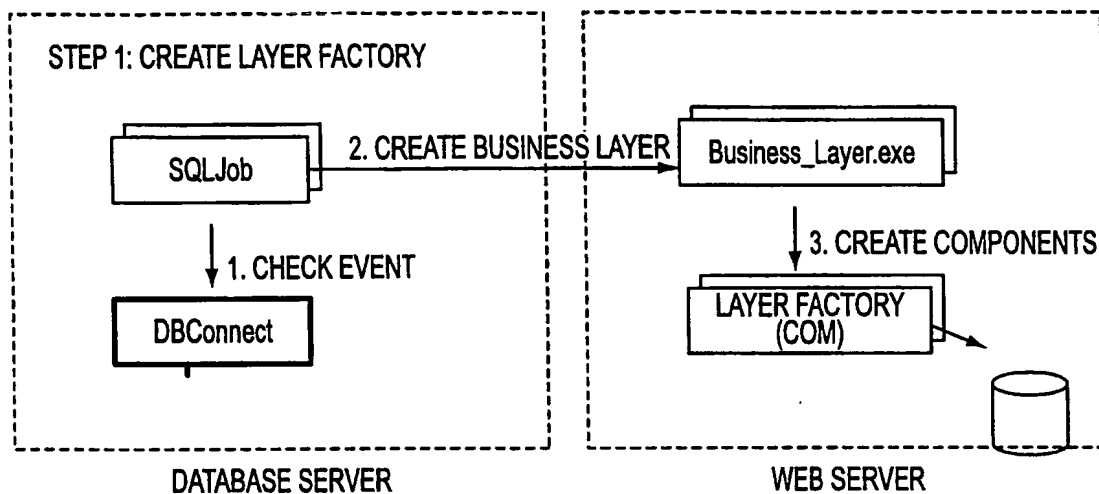 STEP 1: CREATE LAYER FACTORY
SQLJob
2. CREATE BUSINESS LAYER
Business_Layer.exe
1. CHECK EVENT
3. CREATE COMPONENTS
DBConnect
LAYER FACTORY
(COM)
DATABASE SERVER
WEB SERVER